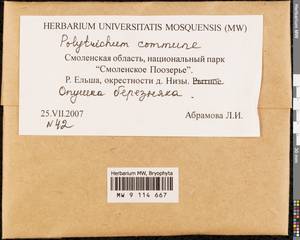 HERBARIUM UNIVERSITATIS MOSQUENSIS (MW)
Polytrichum commune
Смоленская область, национальный парк
“Смоленское Поозерье”.
Р. Ельша, окрестности д. Низы.
Опушка березняка.
25.VII.2007 Абрамова Л.И.
N42
Herbarium MW, Bryophyta
MW 9 114 667